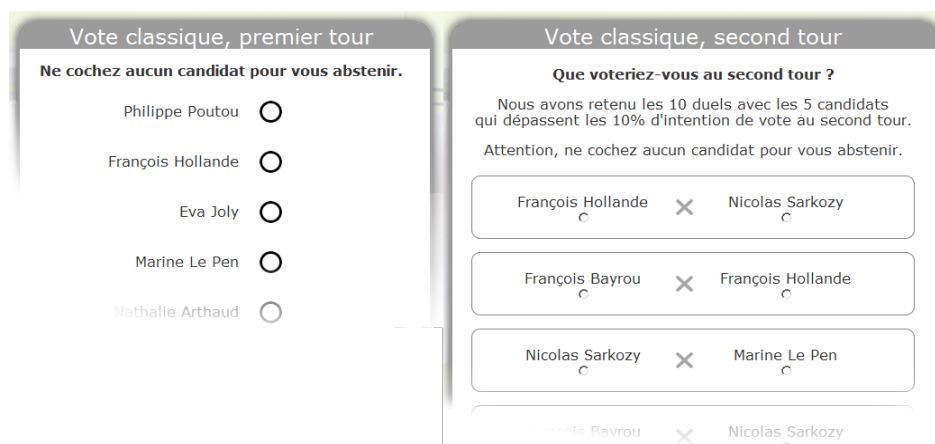 Vote classique, premier tour
Ne cochez aucun candidat pour vous abstenir.
Philippe Poutou
François Hollande
Eva Joly
Marine Le Pen
Nathalie Arthaud
Vote classique, second tour
Que voteriez-vous au second tour ?
Nous avons retenu les 10 duels avec les 5 candidats
qui dépassent les 10% d'intention de vote au second tour.
Attention, ne cochez aucun candidat pour vous abstenir.
François Hollande Nicolas Sarkozy
François Bayrou François Hollande
Nicolas Sarkozy Marine Le Pen
François Bayrou Nicolas Sarkozy